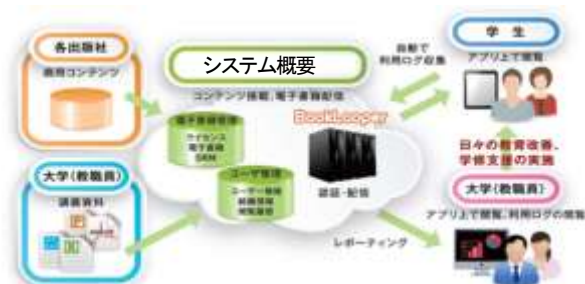 各出版社
商用コンテンツ
大学(教職員)
講義資料
システム概要
コンテンツ搭載、電子書籍配信
BookLooper
電子書籍管理
ライセンス
電子書籍
DRM
ユーザ管理
ユーザー情報
閲覧履歴
認証・配信
自動で
利用ログ収集
レポーティング
学 生
アプリ上で閲覧
日々の教育改善、
学修支援の実施
大学(教職員)
アプリ上で閲覧、利用ログの閲覧